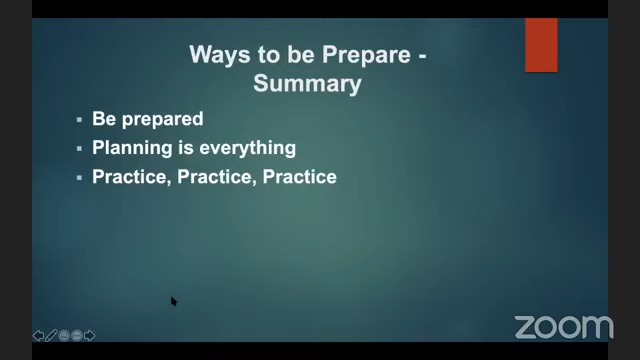 Ways to be Prepare -
Summary
Be prepared
Planning is everything
Practice, Practice, Practice
zoom